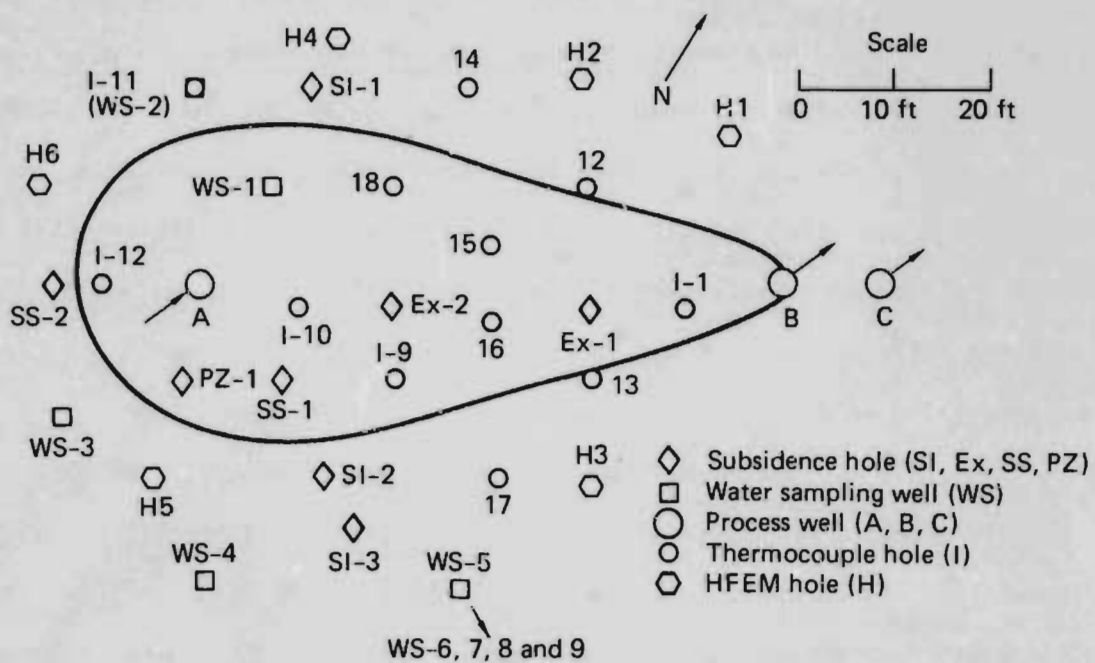 H4
14
H2
Scale
I-11
(WS-2)
SI-1
N
0 10 ft 20 ft
H1
H6
WS-1
18
12
15
I-12
I-1
SS-2
A
I-10
Ex-2
16
Ex-1
B
C
PZ-1
SS-1
I-9
13
WS-3
H5
SI-2
17
H3
Subsidence hole (SI, Ex, SS, PZ)
Water sampling well (WS)
Process well (A, B, C)
Thermocouple hole (I)
HFEM hole (H)
WS-4
SI-3
WS-5
WS-6, 7, 8 and 9